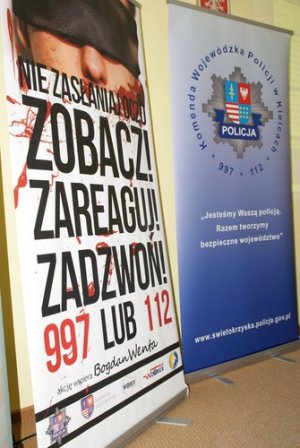 NIE ZASŁANIAJ OCZU
ZOBACZ!
ZAREAGUJ!
ZADZWOŃ!
997 LUB 112
akcję wspiera Bogdan Wenta
Komenda Wojewódzka Policji w Kielcach
POLICJA
• 997 • 112 •
„Jesteśmy Waszą policją.
Razem tworzymy
bezpieczne województwo”
www.swietokrzyska.policja.gov.pl